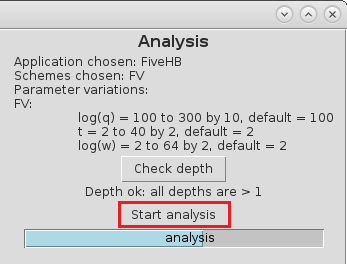 Analysis
Application chosen: FiveHB
Schemes chosen: FV
Parameter variations:
FV:
log(q) = 100 to 300 by 10, default = 100
t = 2 to 40 by 2, default = 2
log(w) = 2 to 64 by 2, default = 2
Check depth
Depth ok: all depths are > 1
Start analysis
analysis